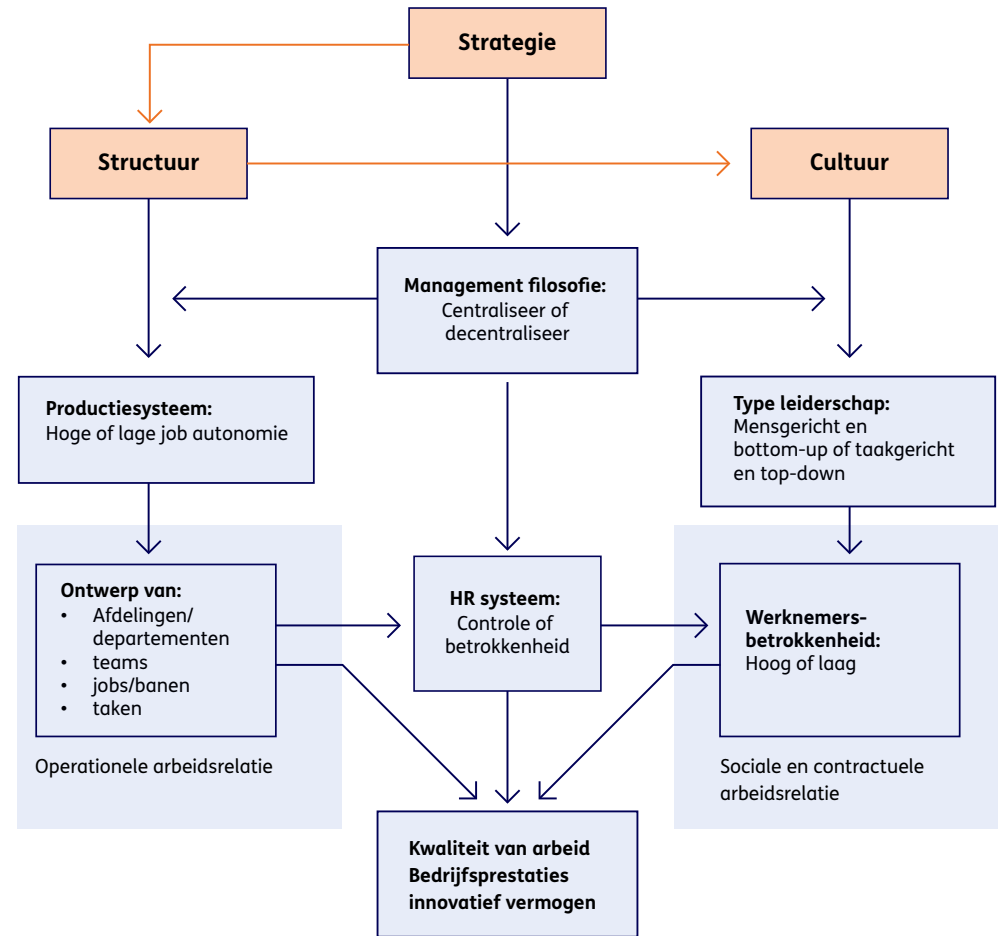 Strategie
Structuur
Cultuur
Management filosofie:
Centraliseer of
decentraliseer
Productiesysteem:
Hoge of lage job autonomie
Type leiderschap:
Mensgericht en
bottom-up of taakgericht
en top-down
Ontwerp van:
• Afdelingen/
departementen
• teams
• jobs/banen
• taken
HR systeem:
Controle of
betrokkenheid
Werknemers-
betrokkenheid:
Hoog of laag
Operationele arbeidsrelatie
Sociale en contractuele
arbeidsrelatie
Kwaliteit van arbeid
Bedrijfsprestaties
innovatief vermogen